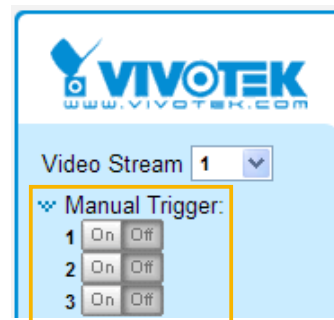 VIVOTEK
WWW.VIVOTEK.COM
Video Stream 1
Manual Trigger:
1 On Off
2 On Off
3 On Off